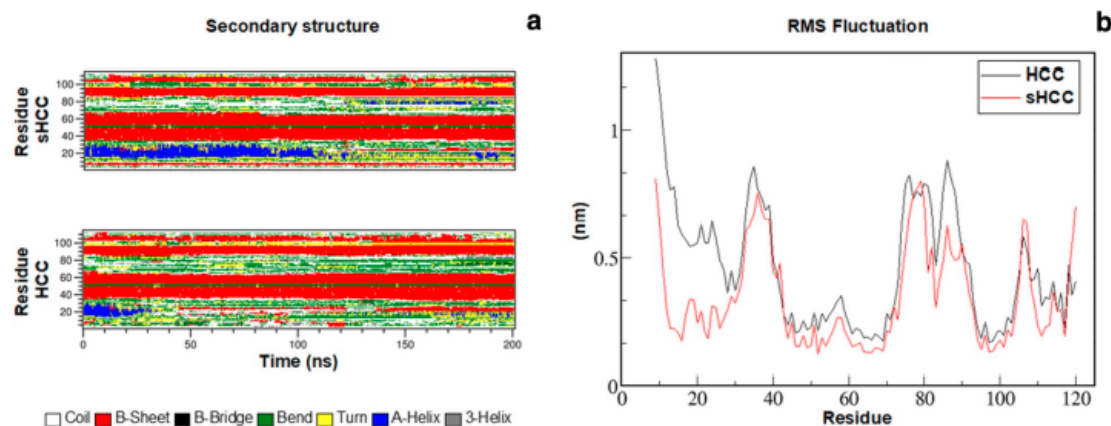 Secondary structure
a
Residue
sHCC
100
80
60
40
20
Residue
HCC
100
80
60
40
20
0
50
100
150
200
Time (ns)
Coil B-Sheet B-Bridge Bend Turn A-Helix 3-Helix
RMS Fluctuation
b
HCC
sHCC
(nm)
1
0.5
0
0 20 40 60 80 100 120
Residue